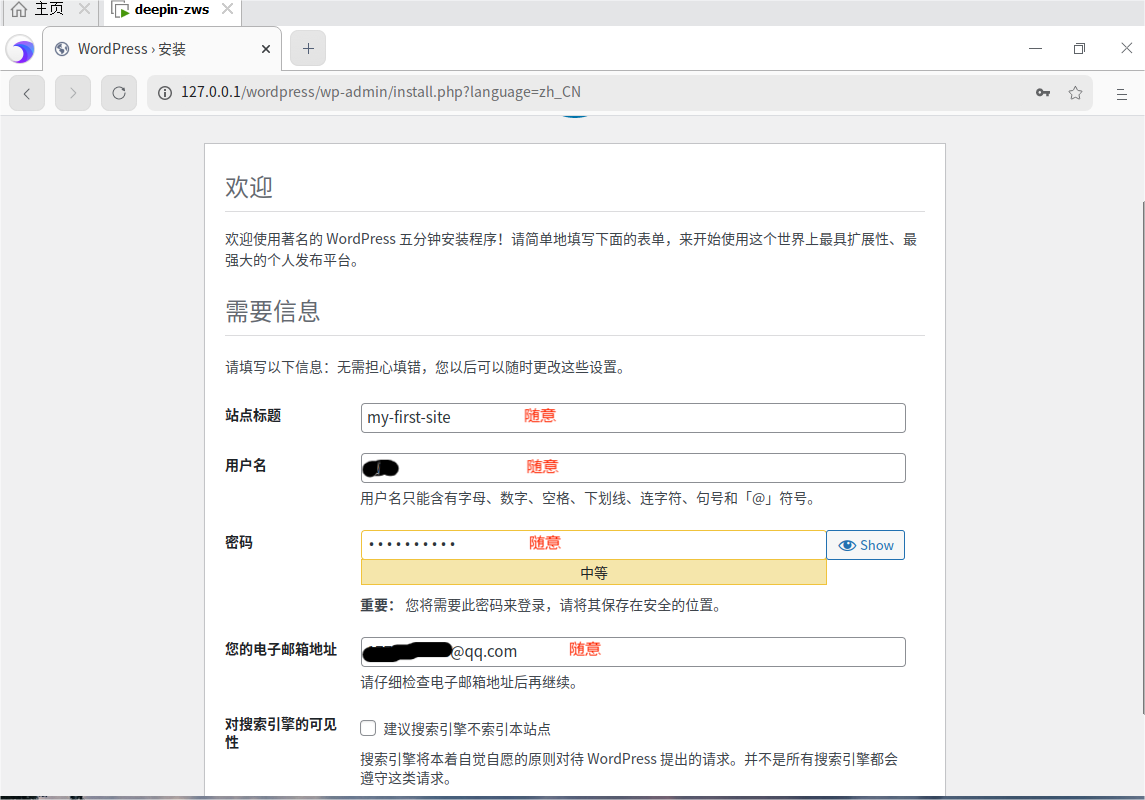 主页
deepin-zws
WordPress › 安装
127.0.0.1/wordpress/wp-admin/install.php?language=zh_CN
欢迎
欢迎使用著名的 WordPress 五分钟安装程序！请简单地填写下面的表单，来开始使用这个世界上最具扩展性、最
强大的个人发布平台。
需要信息
请填写以下信息：无需担心填错，您以后可以随时更改这些设置。
站点标题
my-first-site 随意
用户名
随意
用户名只能含有字母、数字、空格、下划线、连字符、句号和「@」符号。
密码
•••••••••• 随意
Show
中等
重要： 您将需要此密码来登录，请将其保存在安全的位置。
您的电子邮箱地址
@qq.com 随意
请仔细检查电子邮箱地址后再继续。
对搜索引擎的可见
性
建议搜索引擎不索引本站点
搜索引擎将本着自觉自愿的原则对待 WordPress 提出的请求。并不是所有搜索引擎都会
遵守这类请求。